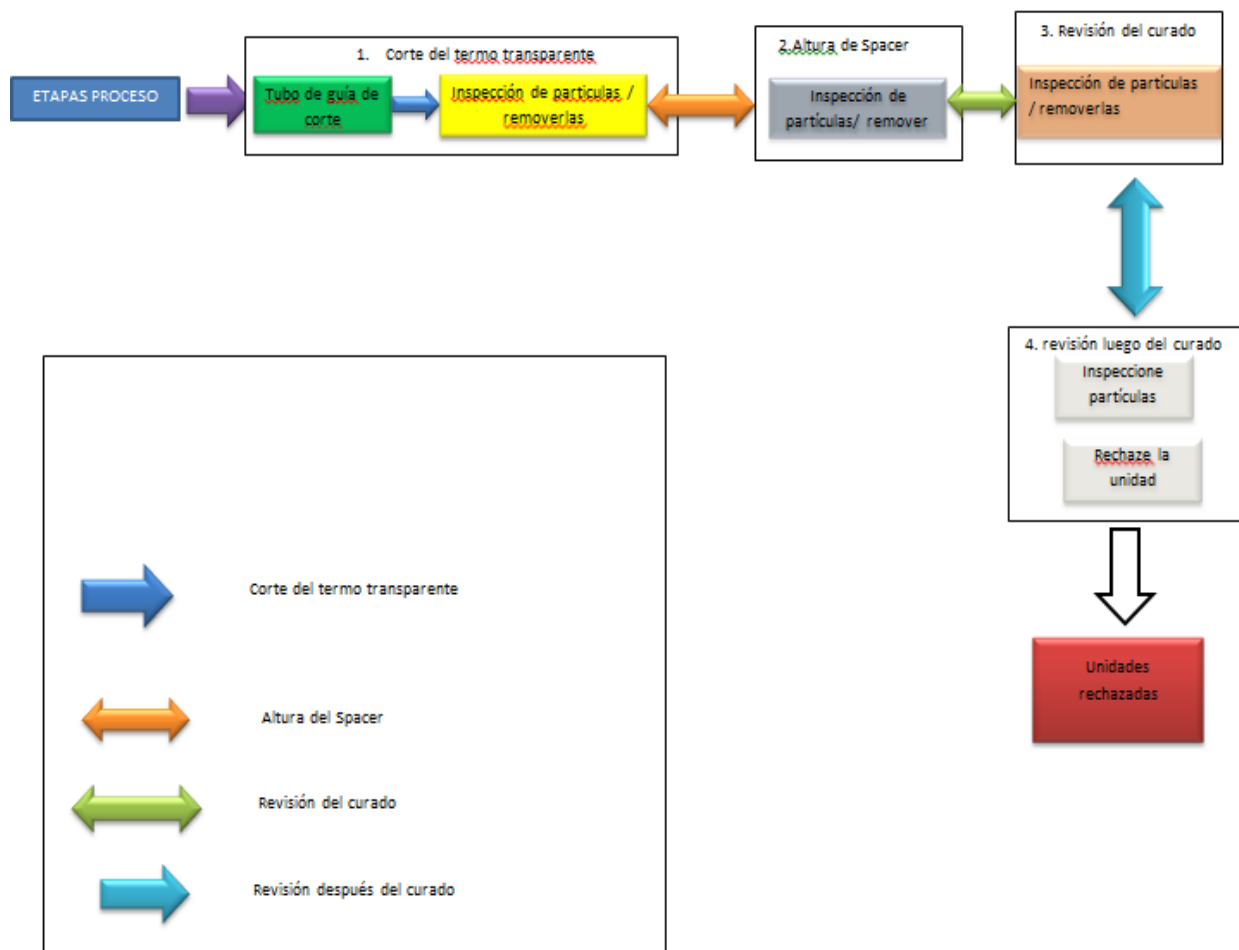 ETAPAS PROCESO
1. Corte del termo transparente
Tubo de guía de
corte
Inspección de particulas /
removerlas
2.Altura de Spacer
Inspección de
partículas/ remover
3. Revisión del curado
Inspección de partículas
/ removerlas
4. revisión luego del curado
Inspeccione
partículas
Rechaze la
unidad
Unidades
rechazadas
Corte del termo transparente
Altura del Spacer
Revisión del curado
Revisión después del curado